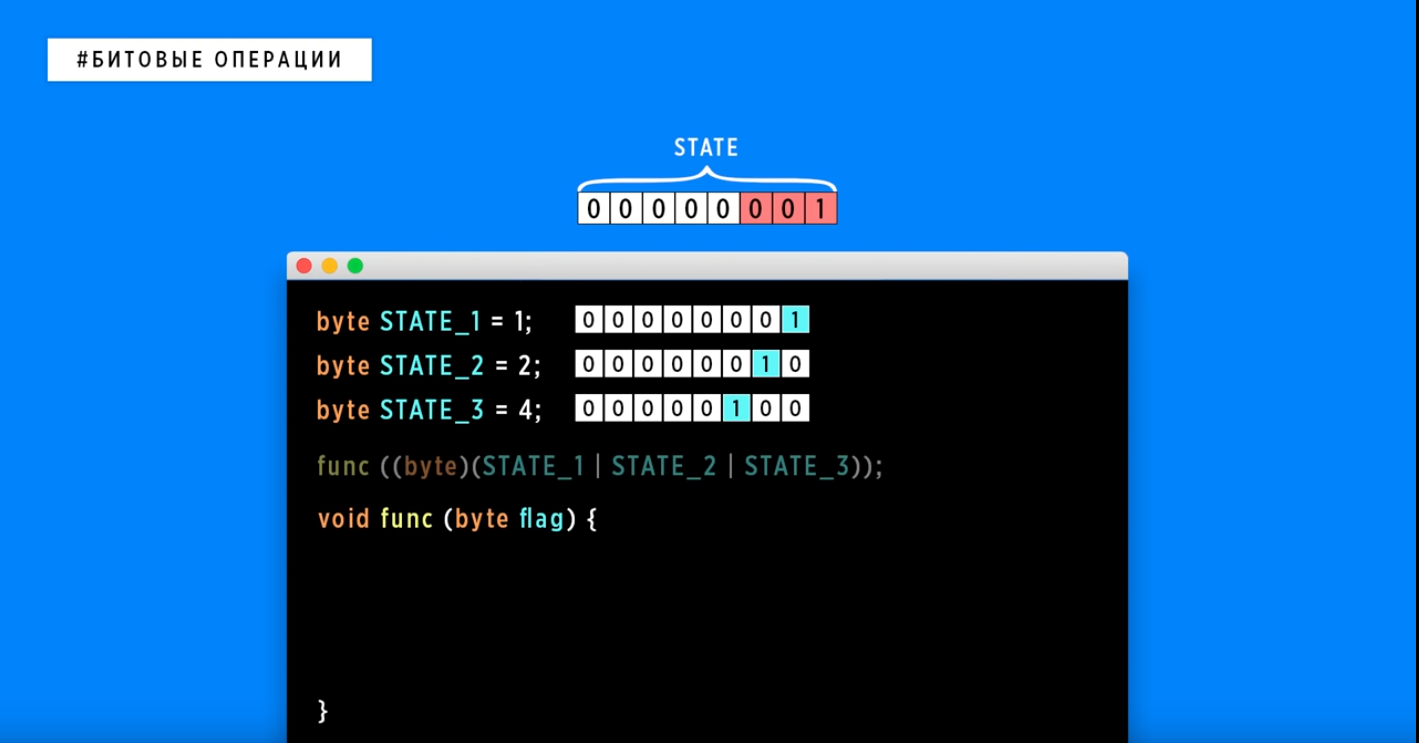 #БИТОВЫЕ ОПЕРАЦИИ
STATE
0 0 0 0 0 0 0 1
byte STATE_1 = 1; 0 0 0 0 0 0 0 1
byte STATE_2 = 2; 0 0 0 0 0 0 1 0
byte STATE_3 = 4; 0 0 0 0 0 1 0 0
func ((byte)(STATE_1 | STATE_2 | STATE_3));
void func (byte flag) {
}